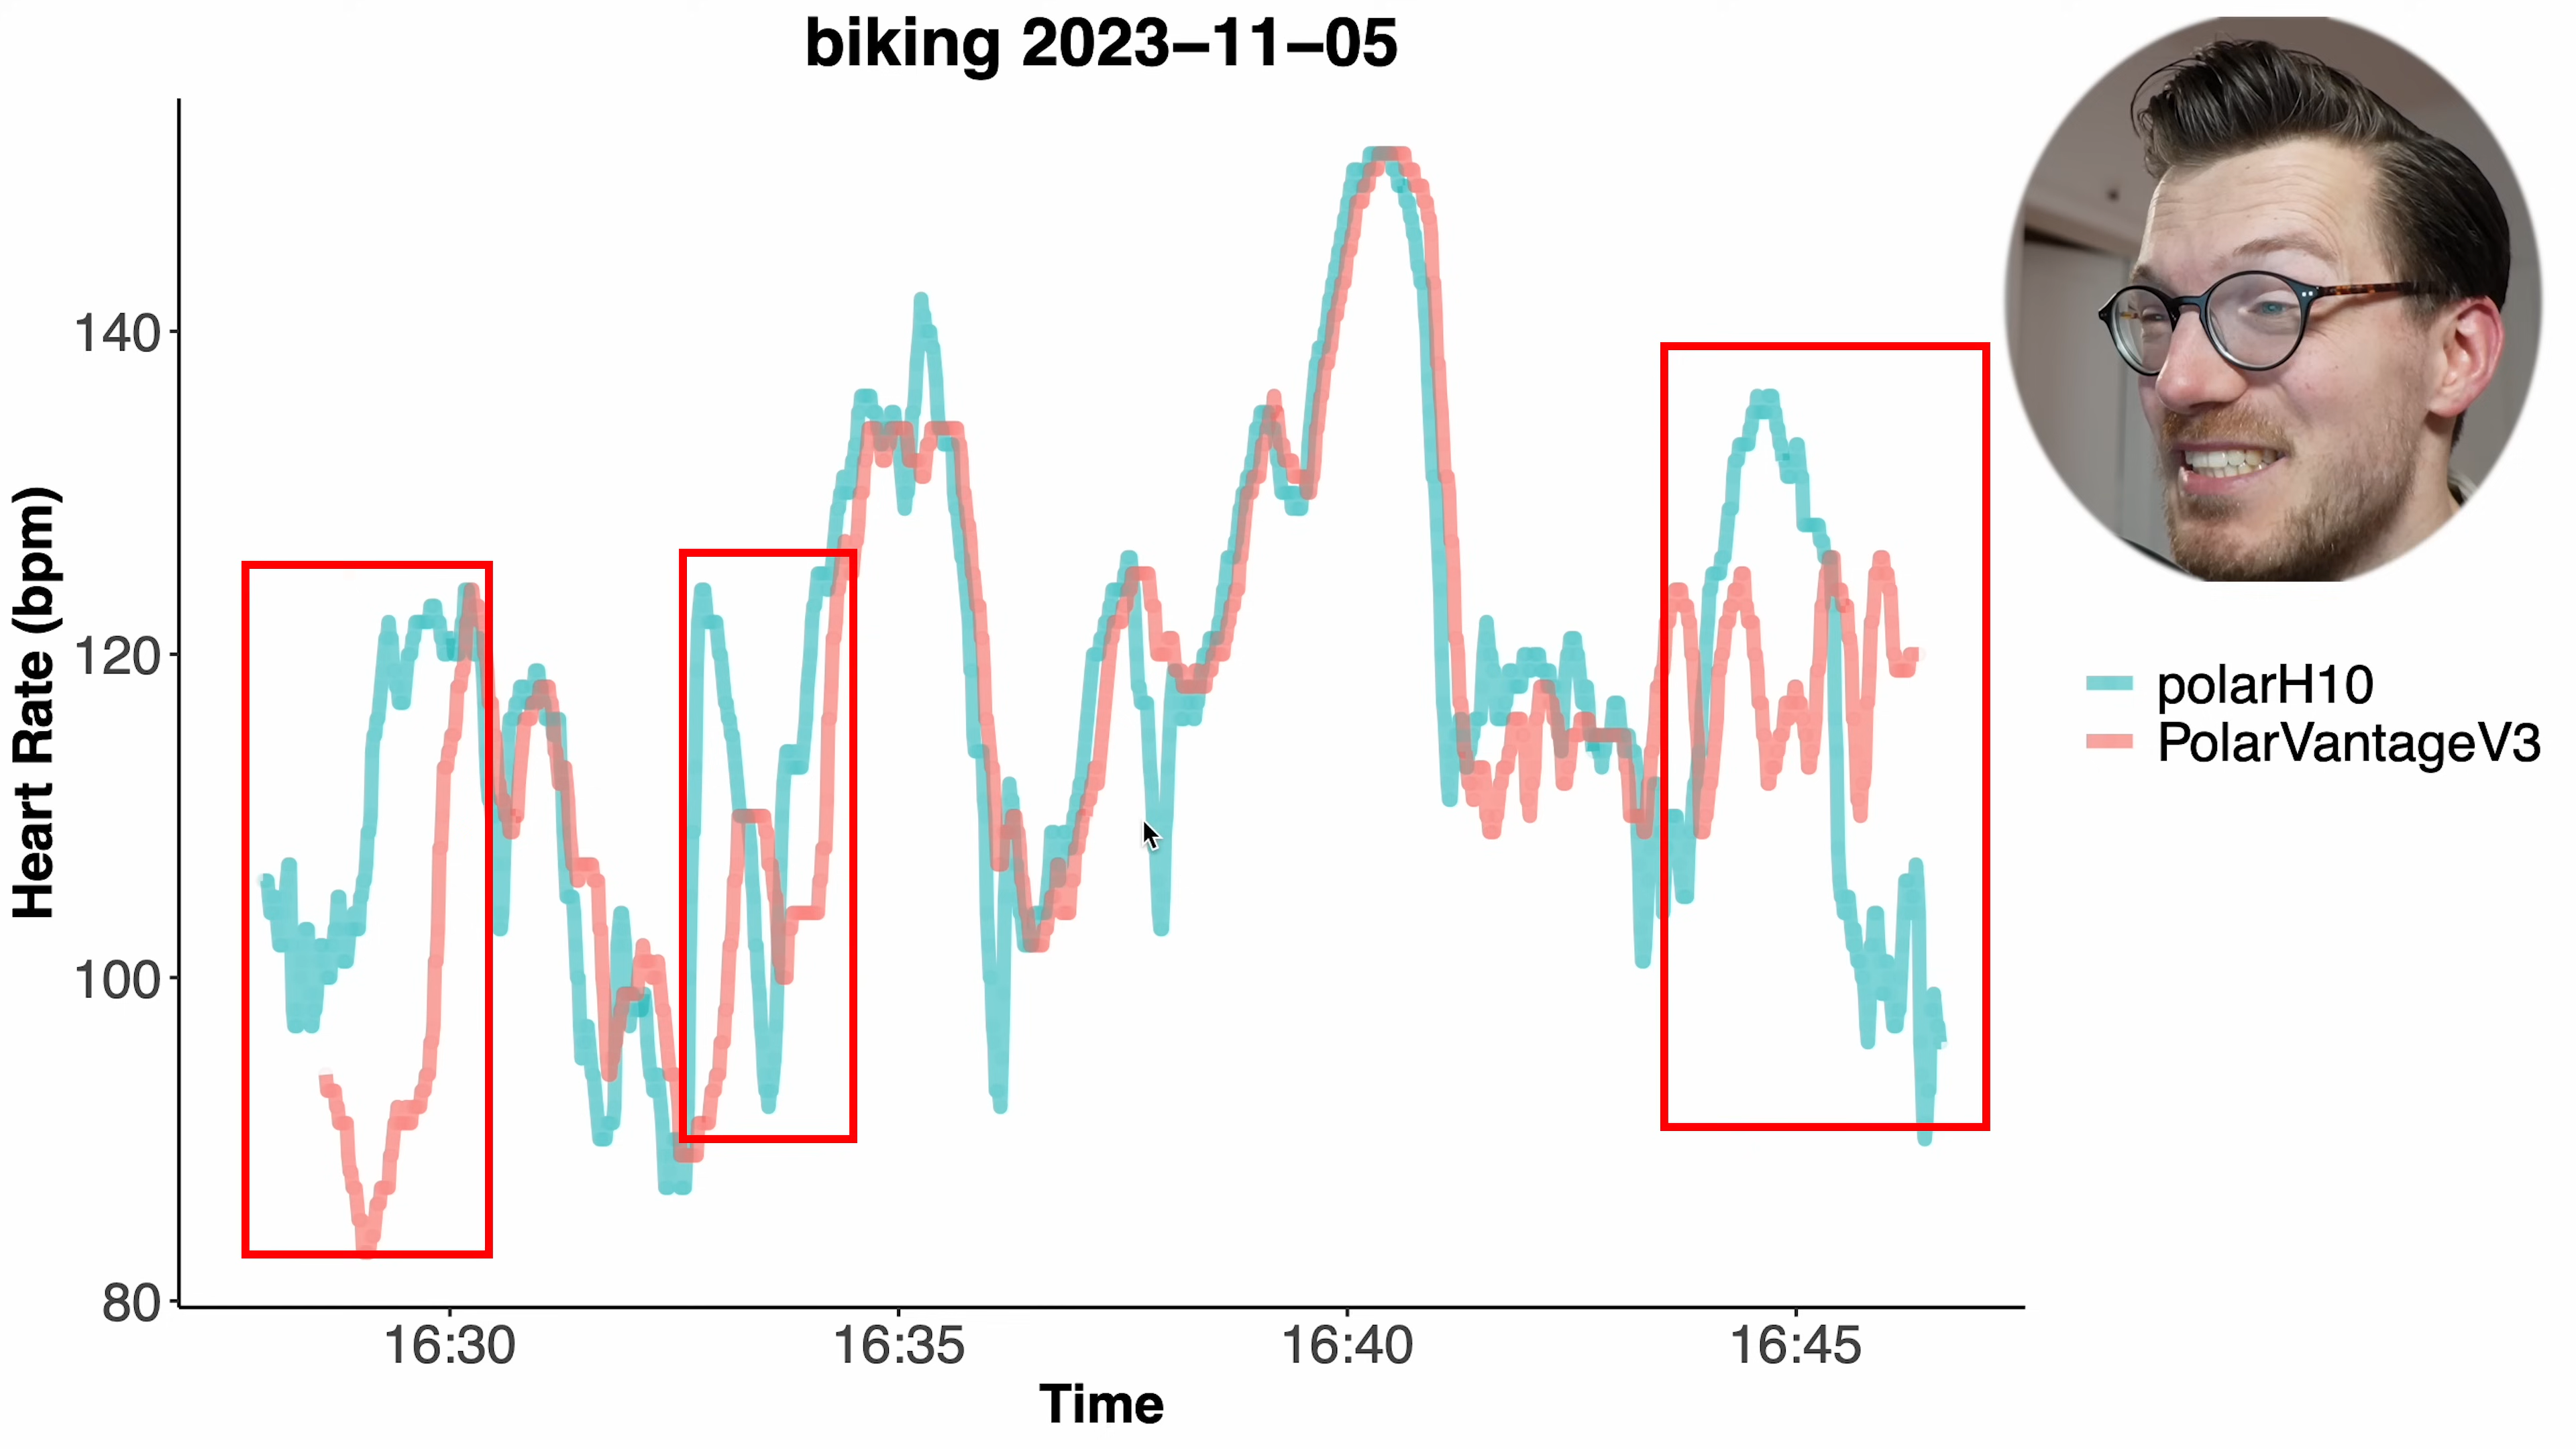 biking 2023–11–05
Heart Rate (bpm)
140
120
100
80
16:30
16:35
16:40
16:45
Time
polarH10
PolarVantageV3